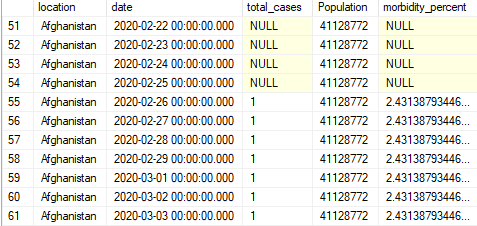 location date total_cases Population morbidity_percent
51 Afghanistan 2020-02-22 00:00:00.000 NULL 41128772 NULL
52 Afghanistan 2020-02-23 00:00:00.000 NULL 41128772 NULL
53 Afghanistan 2020-02-24 00:00:00.000 NULL 41128772 NULL
54 Afghanistan 2020-02-25 00:00:00.000 NULL 41128772 NULL
55 Afghanistan 2020-02-26 00:00:00.000 1 41128772 2.43138793446...
56 Afghanistan 2020-02-27 00:00:00.000 1 41128772 2.43138793446...
57 Afghanistan 2020-02-28 00:00:00.000 1 41128772 2.43138793446...
58 Afghanistan 2020-02-29 00:00:00.000 1 41128772 2.43138793446...
59 Afghanistan 2020-03-01 00:00:00.000 1 41128772 2.43138793446...
60 Afghanistan 2020-03-02 00:00:00.000 1 41128772 2.43138793446...
61 Afghanistan 2020-03-03 00:00:00.000 1 41128772 2.43138793446...